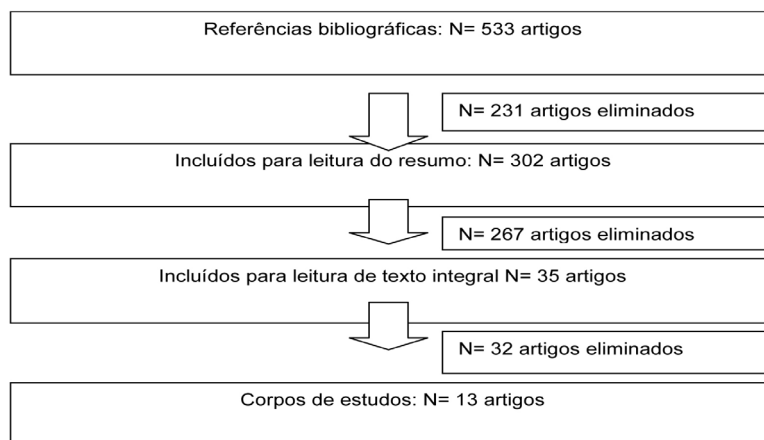 Referências bibliográficas: N= 533 artigos
N= 231 artigos eliminados
Incluídos para leitura do resumo: N= 302 artigos
N= 267 artigos eliminados
Incluídos para leitura de texto integral N= 35 artigos
N= 32 artigos eliminados
Corpos de estudos: N= 13 artigos